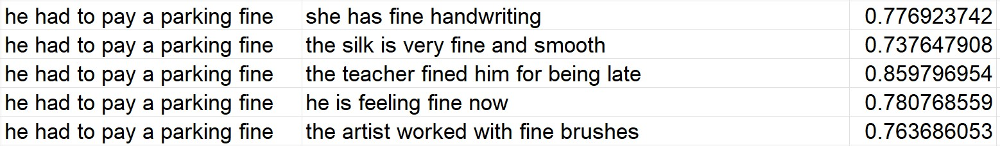 he had to pay a parking fine she has fine handwriting 0.776923742
he had to pay a parking fine the silk is very fine and smooth 0.737647908
he had to pay a parking fine the teacher fined him for being late 0.859796954
he had to pay a parking fine he is feeling fine now 0.780768559
he had to pay a parking fine the artist worked with fine brushes 0.763686053